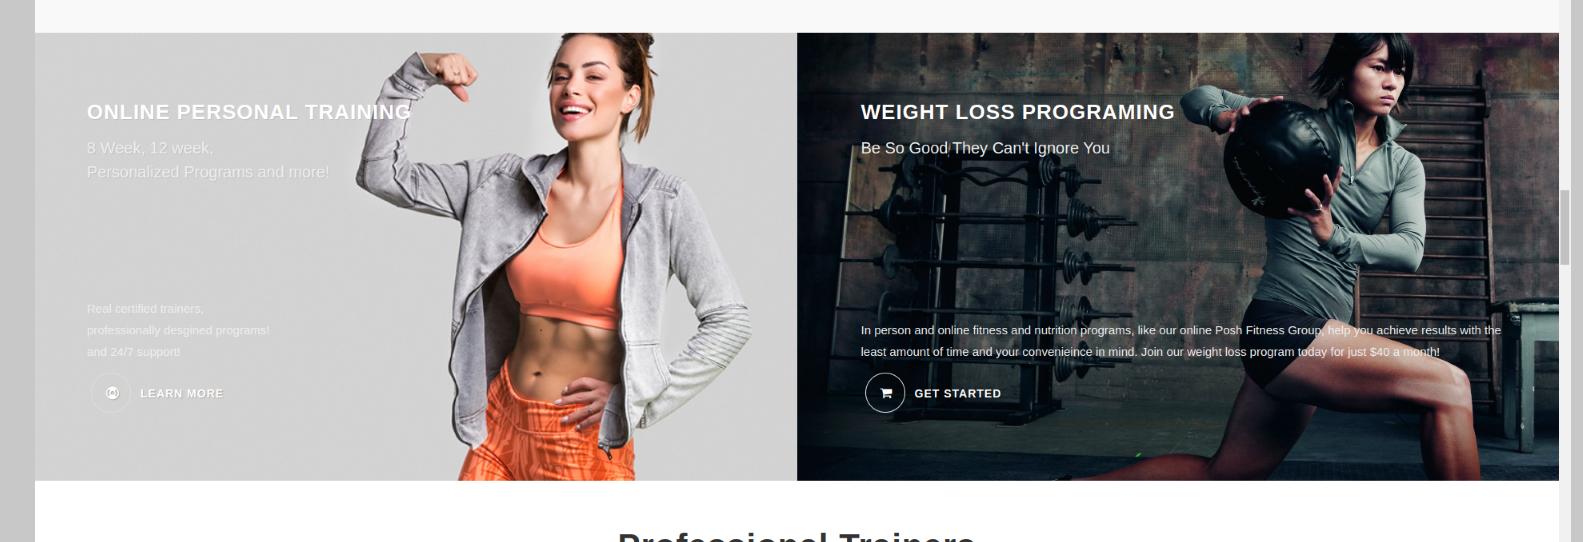 ONLINE PERSONAL TRAINING
8 Week, 12 week,
Personalized Programs and more!
Real certified trainers,
professionally desgined programs!
and 24/7 support!
LEARN MORE
WEIGHT LOSS PROGRAMING
Be So Good They Can't Ignore You
In person and online fitness and nutrition programs, like our online Posh Fitness Group, help you achieve results with the
least amount of time and your convenieince in mind. Join our weight loss program today for just $40 a month!
GET STARTED
Professional Trainers